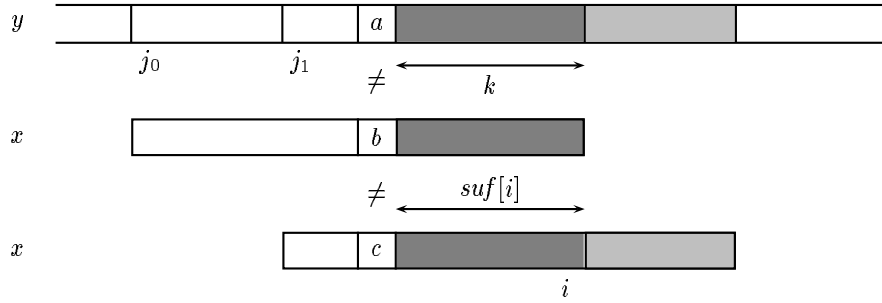 y a
j₀ j₁
≠ k
x b
≠ suf[i]
x c
i